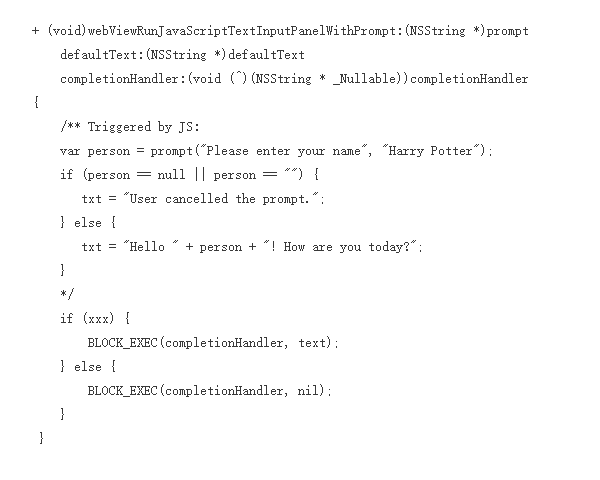 + (void)webViewRunJavaScriptTextInputPanelWithPrompt:(NSString *)prompt
defaultText:(NSString *)defaultText
completionHandler:(void (^)(NSString * _Nullable))completionHandler
{
/** Triggered by JS:
var person = prompt("Please enter your name", "Harry Potter");
if (person == null || person == "") {
txt = "User cancelled the prompt.";
} else {
txt = "Hello " + person + "! How are you today?";
}
*/
if (xxx) {
BLOCK_EXEC(completionHandler, text);
} else {
BLOCK_EXEC(completionHandler, nil);
}
}